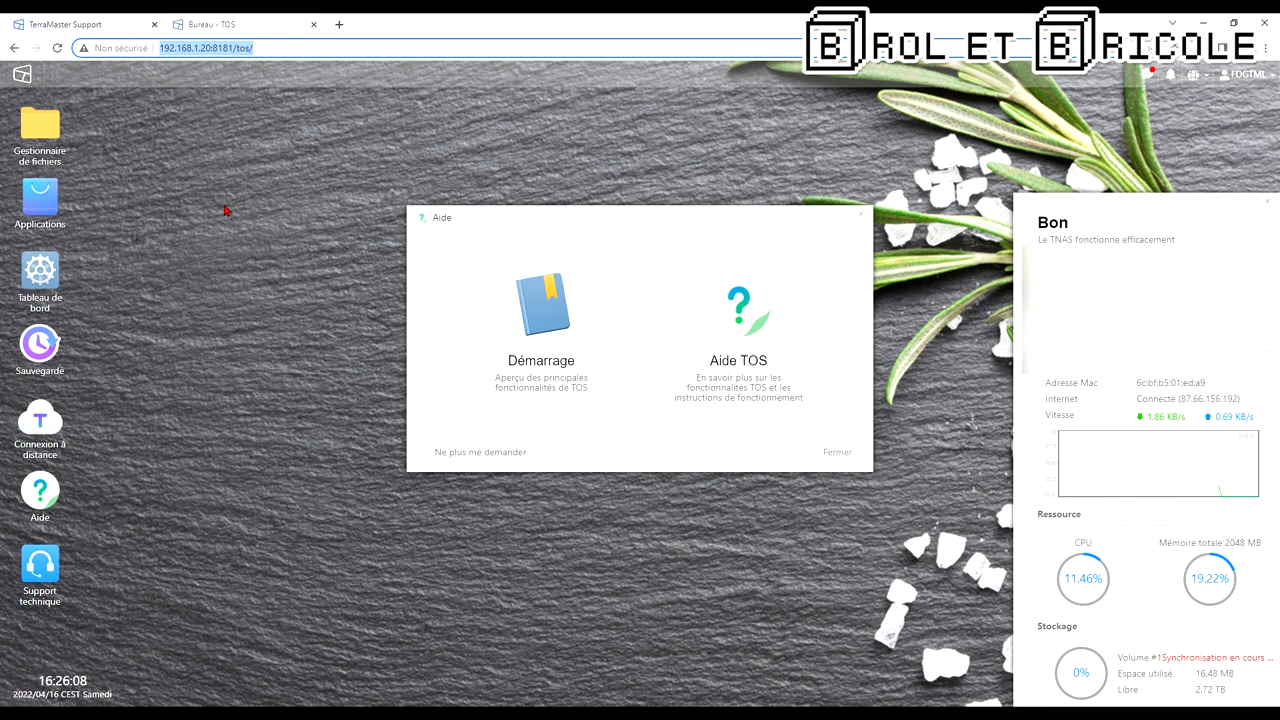 TerraMaster Support
Bureau - TOS
Non sécurisé
192.168.1.20:8181/tos/
BROL ET BRICOLE
FDGTML
Gestionnaire
de fichiers
Applications
Tableau de
bord
Sauvegarde
Connexion à
distance
Aide
Support
technique
16:26:08
2022/04/16 CEST Samedi
Aide
Démarrage
Aperçu des principales
fonctionnalités de TOS
Aide TOS
En savoir plus sur les
fonctionnalités TOS et les
instructions de fonctionnement
Ne plus me demander
Fermer
Bon
Le TNAS fonctionne efficacement
Adresse Mac 6c:bf:b5:01:ed:a9
Internet Connecté (87.66.156.192)
Vitesse 1.86 KB/s 0.69 KB/s
Ressource
CPU
Mémoire totale 2048 MB
11.46%
19.22%
Stockage
0%
Volume #1 Synchronisation en cours ...
Espace utilisé 16.48 MB
Libre 2.72 TB